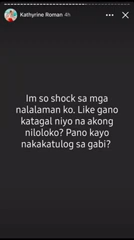 Kathyrine Roman 4h
Im so shock sa mga
nalalaman ko. Like gano
katagal niyo na akong
niloloko? Pano kayo
nakakatulog sa gabi?